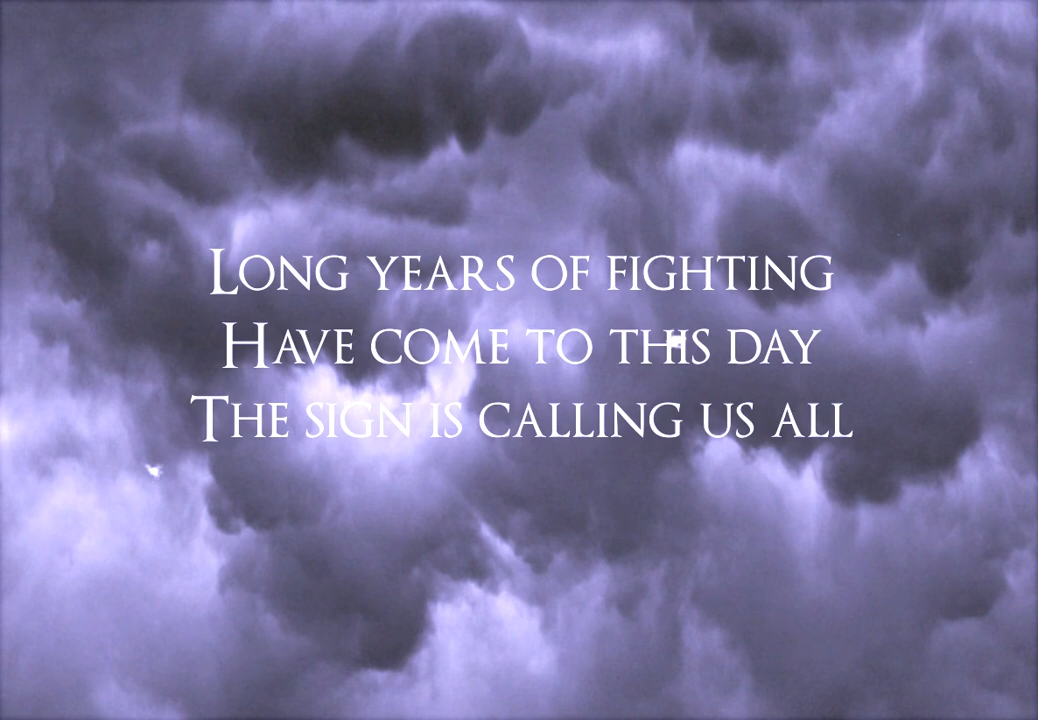 Long years of fighting
Have come to this day
The sign is calling us all